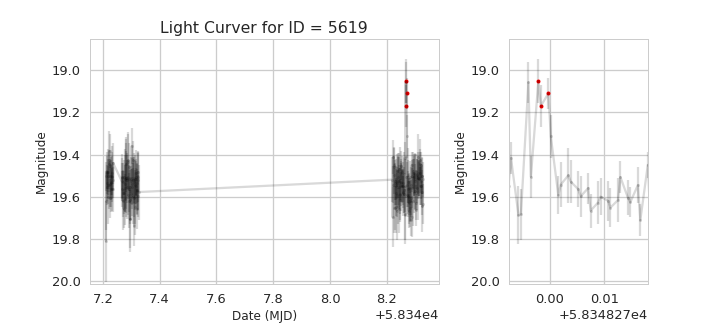 Light Curver for ID = 5619
Magnitude
19.0
19.2
19.4
19.6
19.8
20.0
7.2 7.4 7.6 7.8 8.0 8.2
Date (MJD)
+5.834e4
Magnitude
19.0
19.2
19.4
19.6
19.8
20.0
0.00 0.01
+5.834827e4